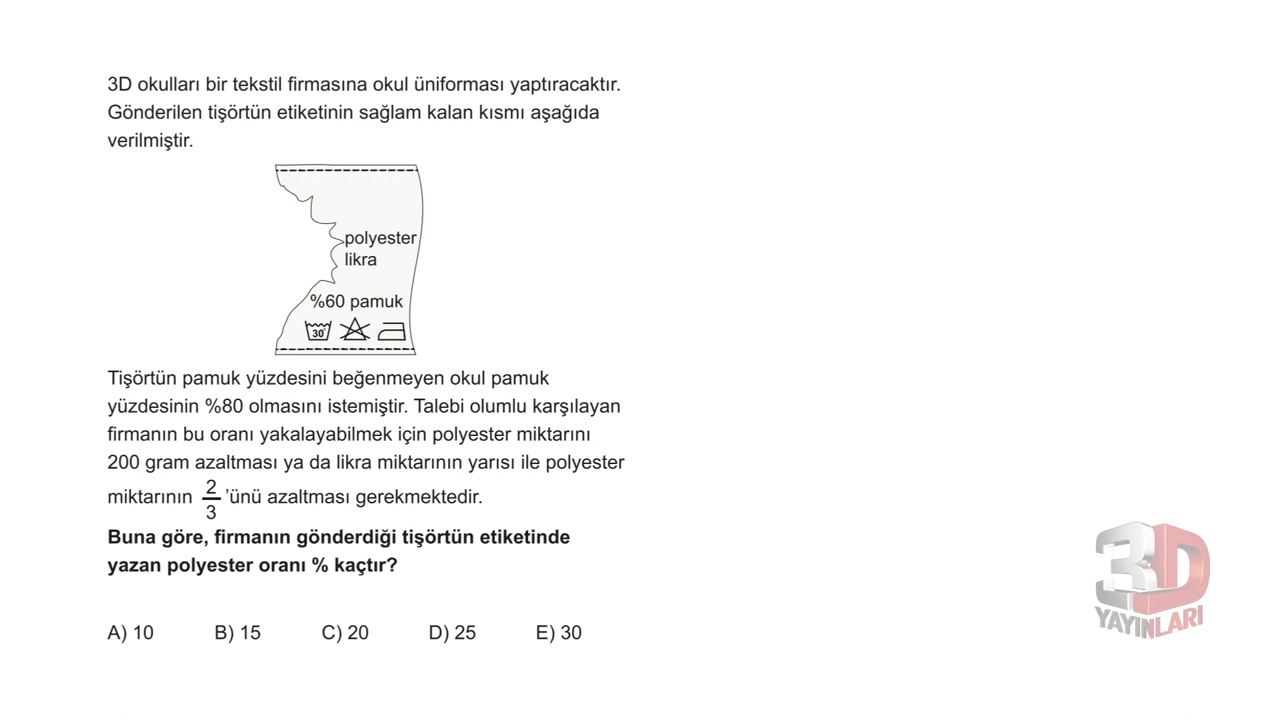 3D okulları bir tekstil firmasına okul üniforması yaptıracaktır.
Gönderilen tişörtün etiketinin sağlam kalan kısmı aşağıda
verilmiştir.
polyester
likra
%60 pamuk
30°
Tişörtün pamuk yüzdesini beğenmeyen okul pamuk
yüzdesinin %80 olmasını istemiştir. Talebi olumlu karşılayan
firmanın bu oranı yakalayabilmek için polyester miktarını
200 gram azaltması ya da likra miktarının yarısı ile polyester
miktarının 2/3 'ünü azaltması gerekmektedir.
Buna göre, firmanın gönderdiği tişörtün etiketinde
yazan polyester oranı % kaçtır?
A) 10 B) 15 C) 20 D) 25 E) 30
3D
YAYINLARI